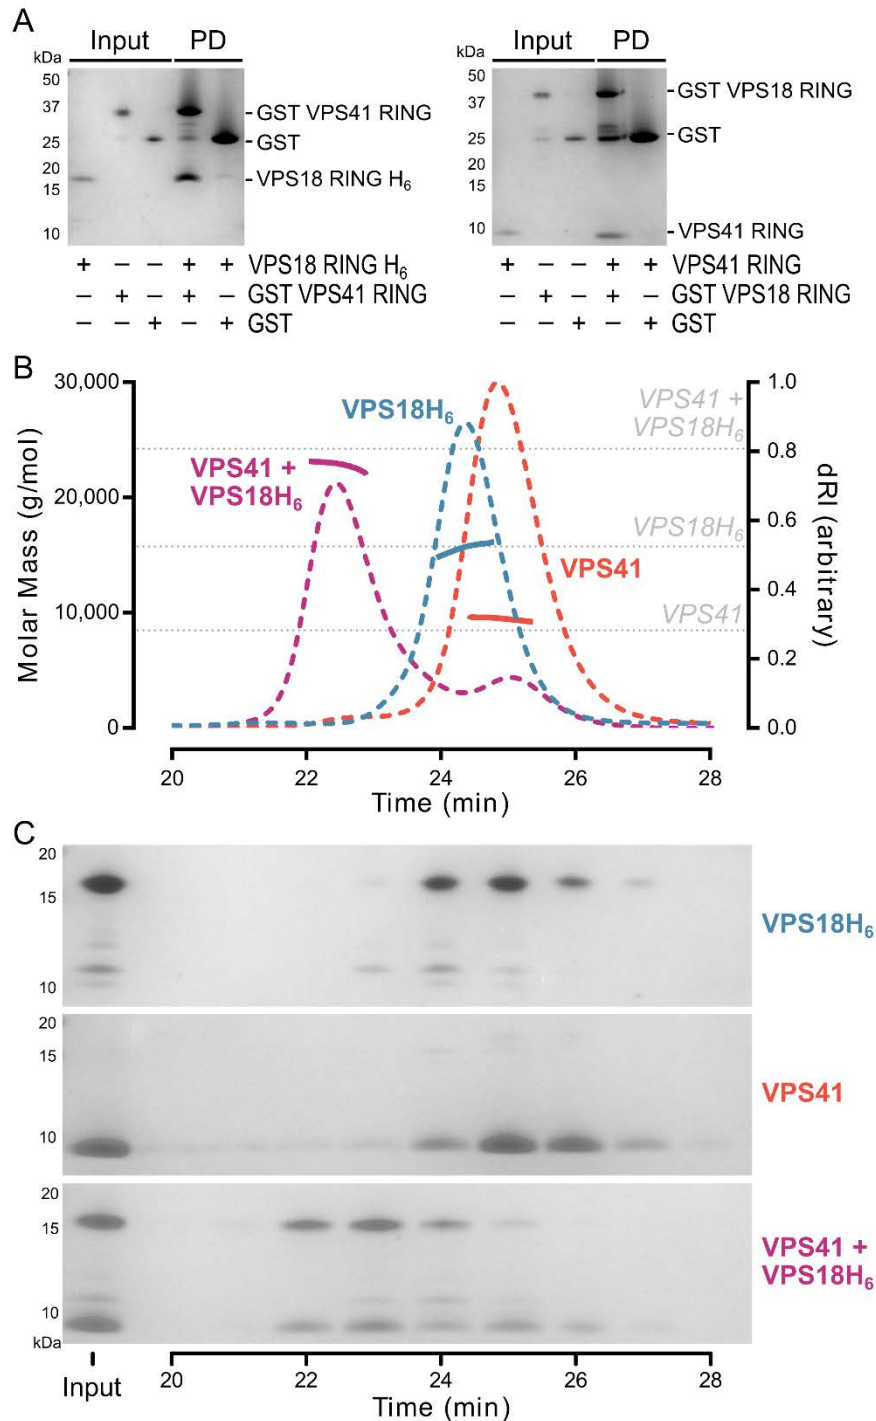 A
Input PD
kDa
50
37
25
20
15
10
GST VPS41 RING
GST
VPS18 RING H6
+ – – + + VPS18 RING H6
– + – + – GST VPS41 RING
– – + – + GST
Input PD
kDa
50
37
25
20
15
10
GST VPS18 RING
GST
VPS41 RING
+ – – + + VPS41 RING
– + – + – GST VPS18 RING
– – + – + GST
B
30,000
20,000
10,000
0
Molar Mass (g/mol)
VPS41 +
VPS18H6
VPS18H6
VPS41
VPS41 +
VPS18H6
VPS18H6
VPS41
1.0
0.8
0.6
0.4
0.2
0.0
dRI (arbitrary)
20 22 24 26 28
Time (min)
C
20
15
10
VPS18H6
20
15
10
VPS41
20
15
10
kDa
VPS41 +
VPS18H6
Input 20 22 24 26 28
Time (min)